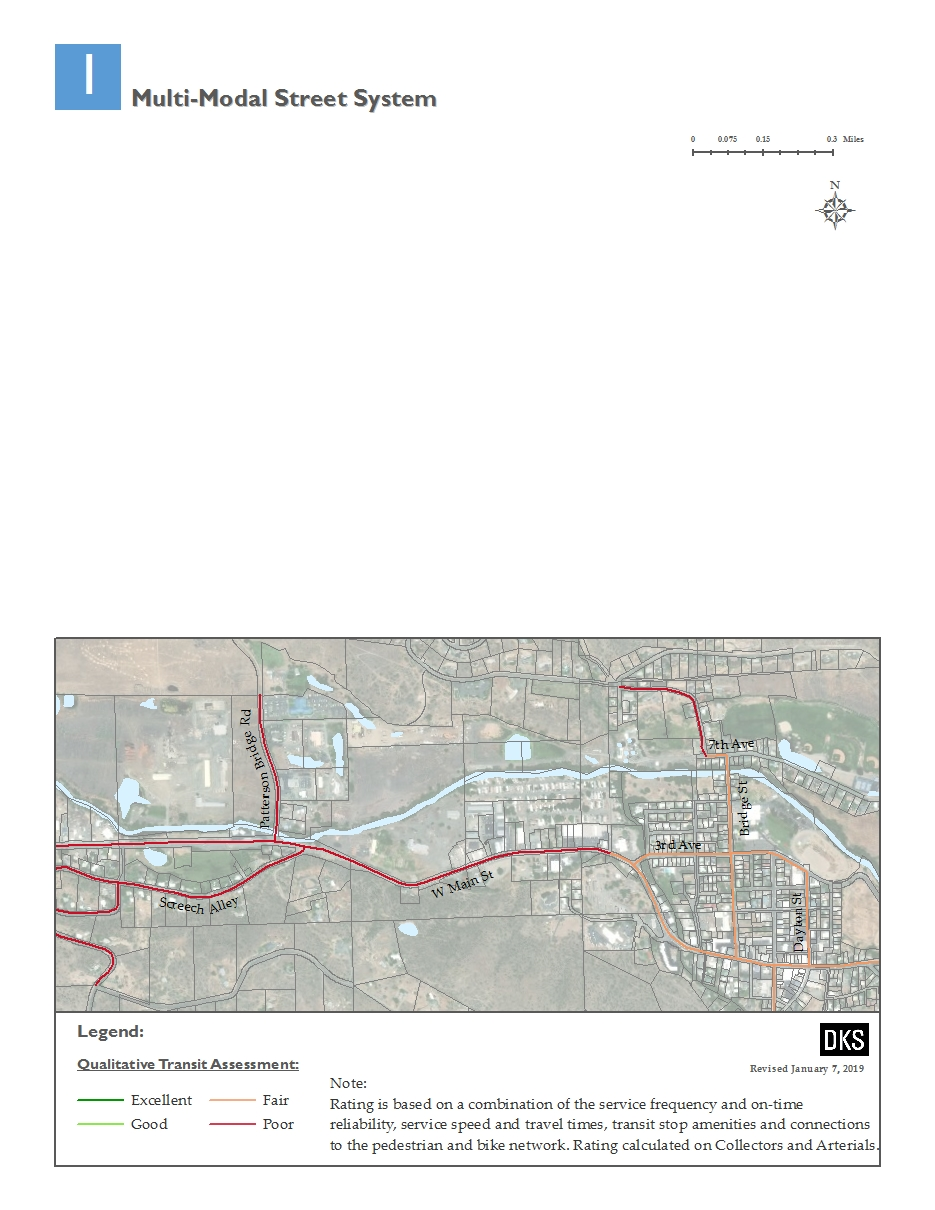 I
Multi-Modal Street System
0 0.075 0.15 0.3 Miles
N
Patterson Bridge Rd
7th Ave
Bridge St
3rd Ave
W Main St
Screech Alley
Dayton St
Legend:
DKS
Qualitative Transit Assessment:
Revised January 7, 2019
Excellent
Fair
Good
Poor
Note:
Rating is based on a combination of the service frequency and on-time
reliability, service speed and travel times, transit stop amenities and connections
to the pedestrian and bike network. Rating calculated on Collectors and Arterials.